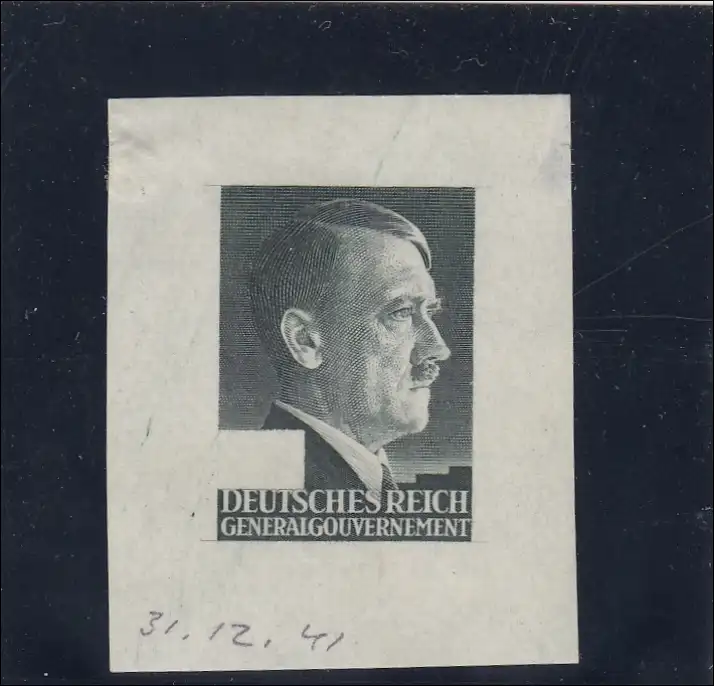 DEUTSCHES REICH
GENERALGOUVERNEMENT
31.12.41